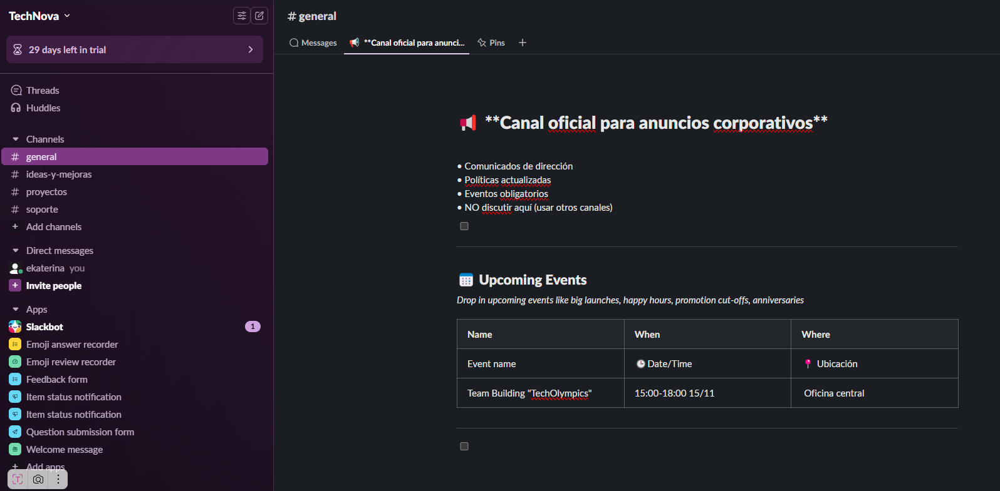 TechNova
29 days left in trial
Threads
Huddles
Channels
# general
# ideas-y-mejoras
# proyectos
# soporte
+ Add channels
Direct messages
ekaterina you
+ Invite people
Apps
Slackbot 1
Emoji answer recorder
Emoji review recorder
Feedback form
Item status notification
Item status notification
Question submission form
Welcome message
+ Add apps
T
# general
Messages 📢 **Canal oficial para anunci... Pins +
📢 **Canal oficial para anuncios corporativos**
• Comunicados de dirección
• Políticas actualizadas
• Eventos obligatorios
• NO discutir aquí (usar otros canales)
Upcoming Events
Drop in upcoming events like big launches, happy hours, promotion cut-offs, anniversaries
Name When Where
Event name 🕒 Date/Time 📍 Ubicación
Team Building "TechOlympics" 15:00-18:00 15/11 Oficina central